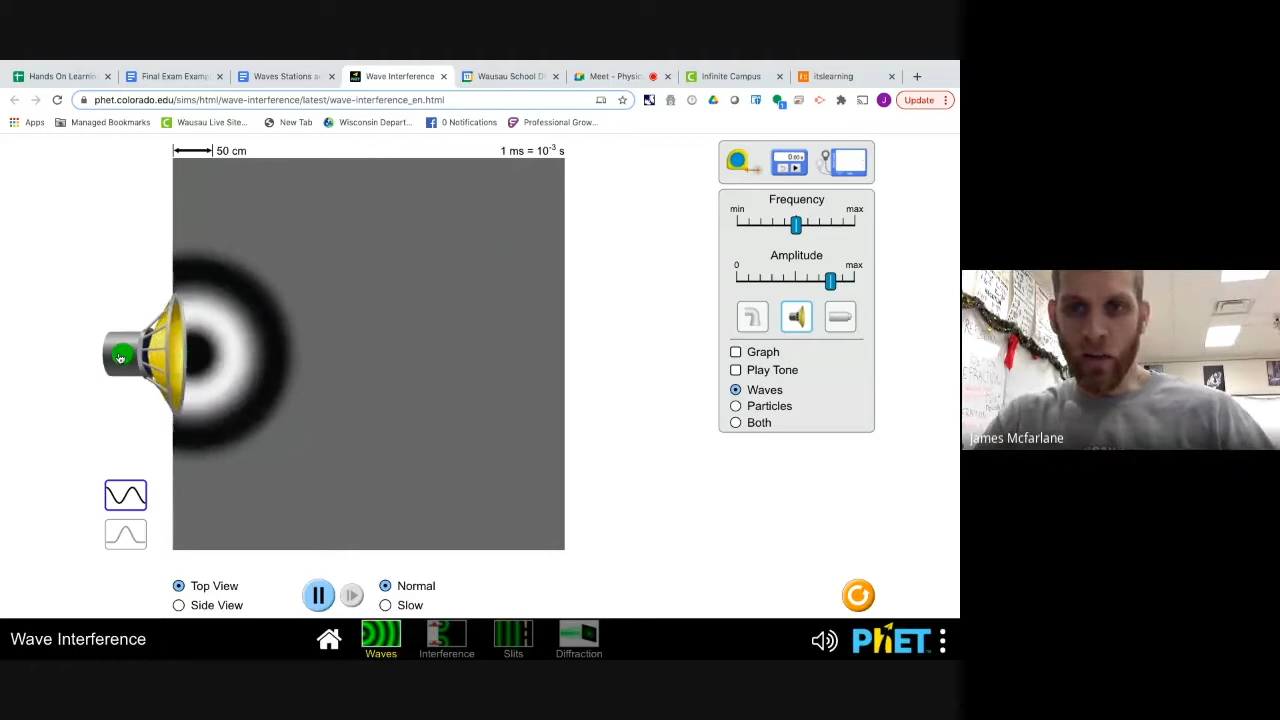 Hands On Learnin
Final Exam Examp
Waves Stations a
Wave Interference
Wausau School D
Meet - Physic
Infinite Campus
itslearning
phet.colorado.edu/sims/html/wave-interference/latest/wave-interference_en.html
J
Update
Apps
Managed Bookmarks
Wausau Live Site...
New Tab
Wisconsin Depart...
0 Notifications
Professional Grow...
50 cm
1 ms = 10⁻³ s
Frequency
min
max
Amplitude
0
max
Graph
Play Tone
Waves
Particles
Both
James Mcfarlane
Top View
Side View
Normal
Slow
Wave Interference
Waves
Interference
Slits
Diffraction
PhET